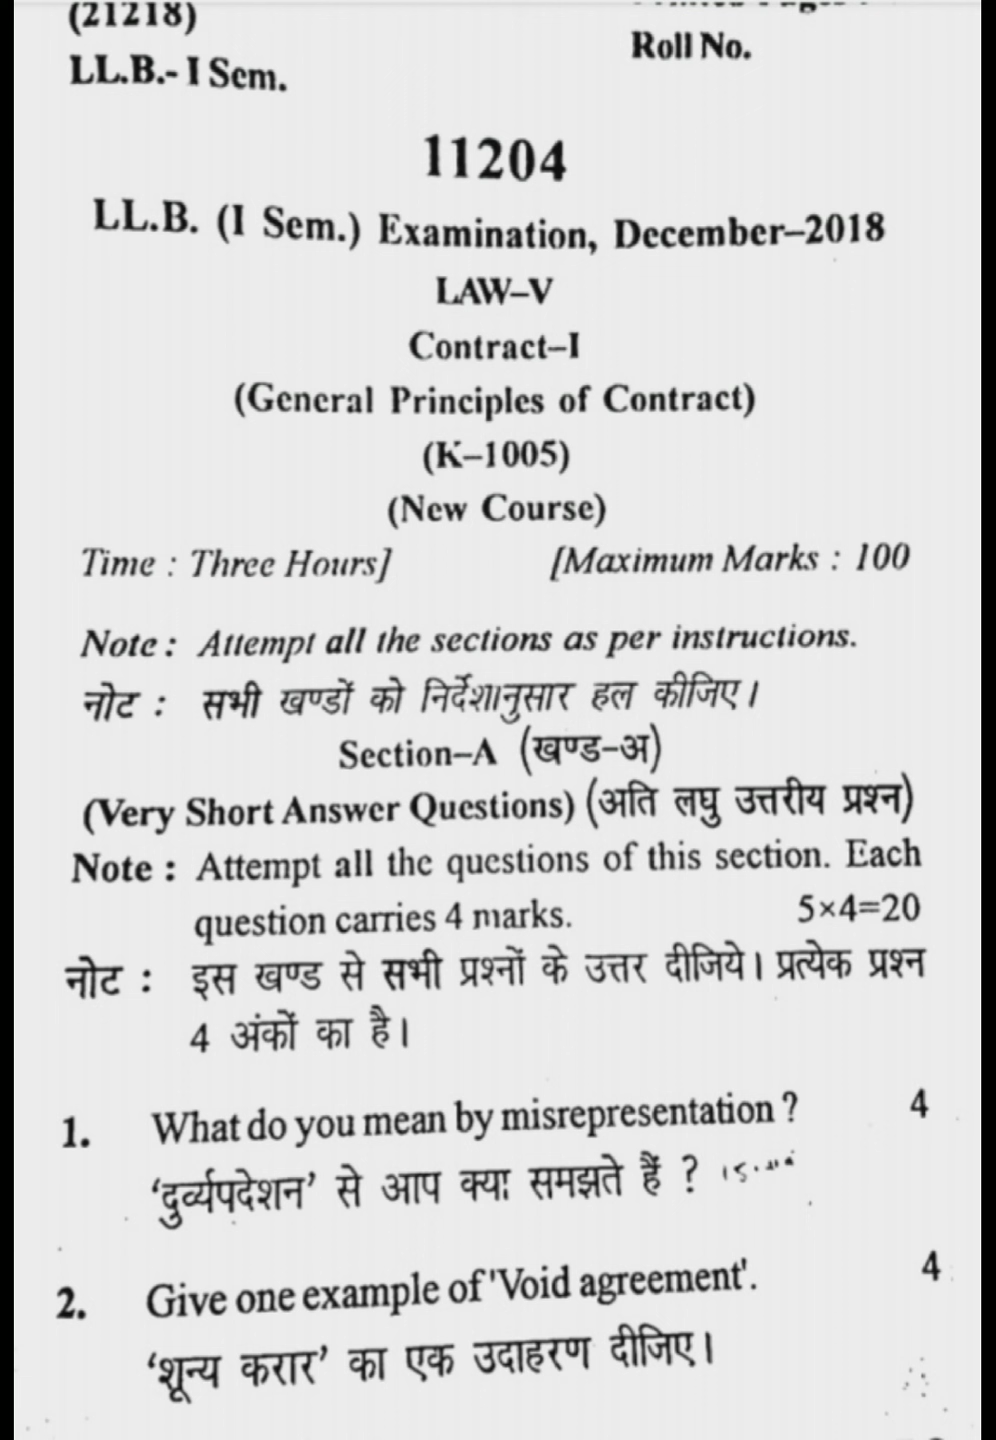 (21218)
Roll No.
LL.B.- I Sem.
11204
LL.B. (I Sem.) Examination, December–2018
LAW–V
Contract–I
(General Principles of Contract)
(K–1005)
(New Course)
Time : Three Hours] [Maximum Marks : 100
Note : Attempt all the sections as per instructions.
नोट : सभी खण्डों को निर्देशानुसार हल कीजिए।
Section–A (खण्ड-अ)
(Very Short Answer Questions) (अति लघु उत्तरीय प्रश्न)
Note : Attempt all the questions of this section. Each
question carries 4 marks. 5×4=20
नोट : इस खण्ड से सभी प्रश्नों के उत्तर दीजिये। प्रत्येक प्रश्न
4 अंकों का है।
1. What do you mean by misrepresentation ? 4
‘दुर्व्यपदेशन’ से आप क्या समझते हैं ?
2. Give one example of 'Void agreement'. 4
‘शून्य करार’ का एक उदाहरण दीजिए।